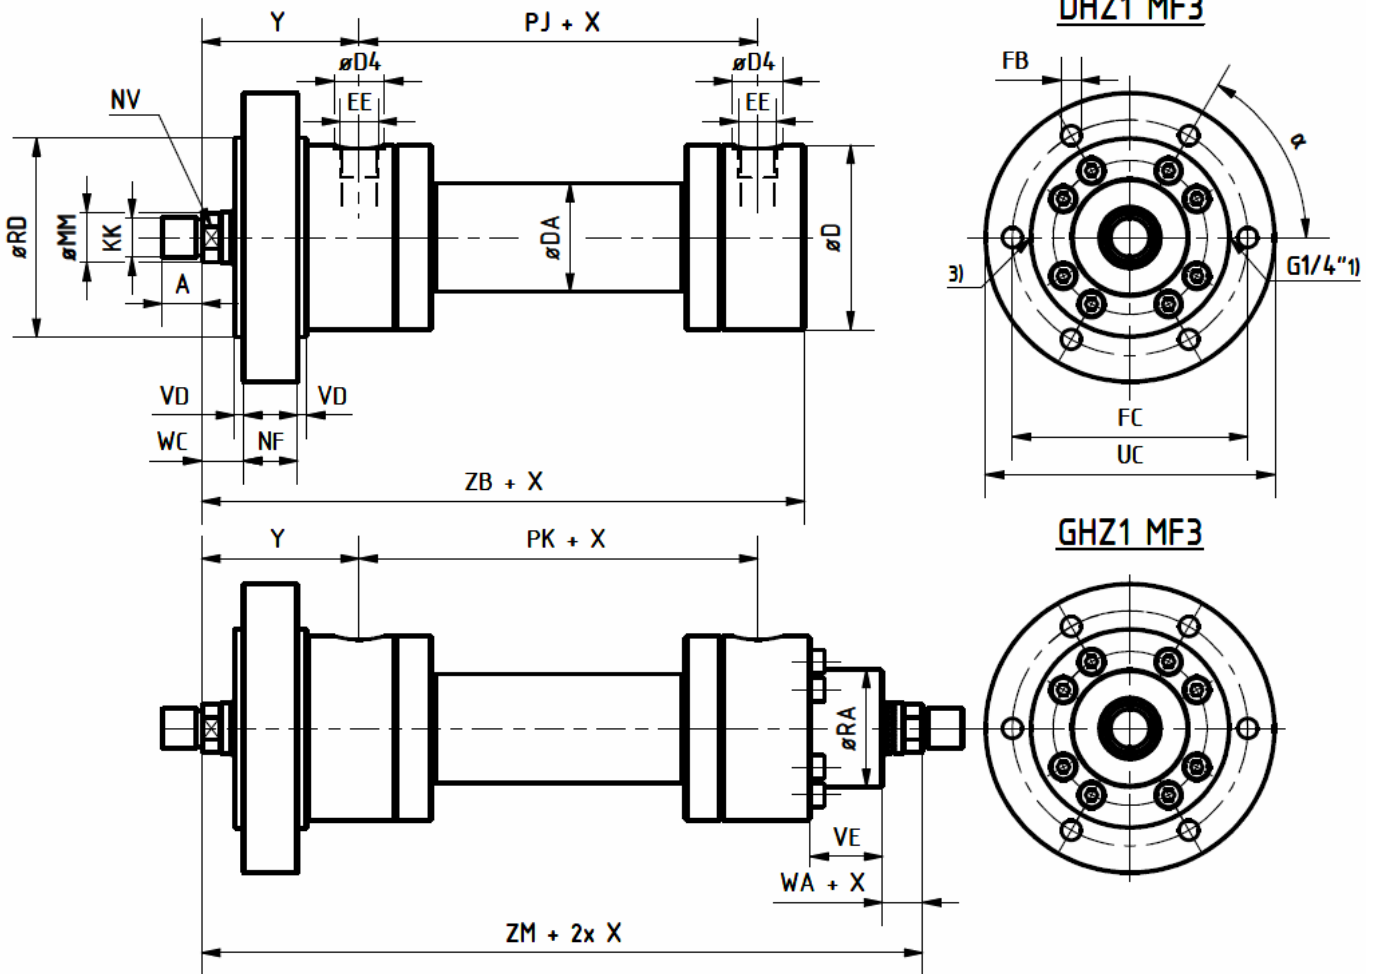 Y
PJ + X
DHZ1 MF3
øD4
øD4
FB
EE
EE
NV
α
øRD
øMM
KK
A
øDA
øD
3)
G1/4"1)
VD
VD
WC
NF
FC
UC
ZB + X
Y
PK + X
GHZ1 MF3
øRA
VE
WA + X
ZM + 2x X